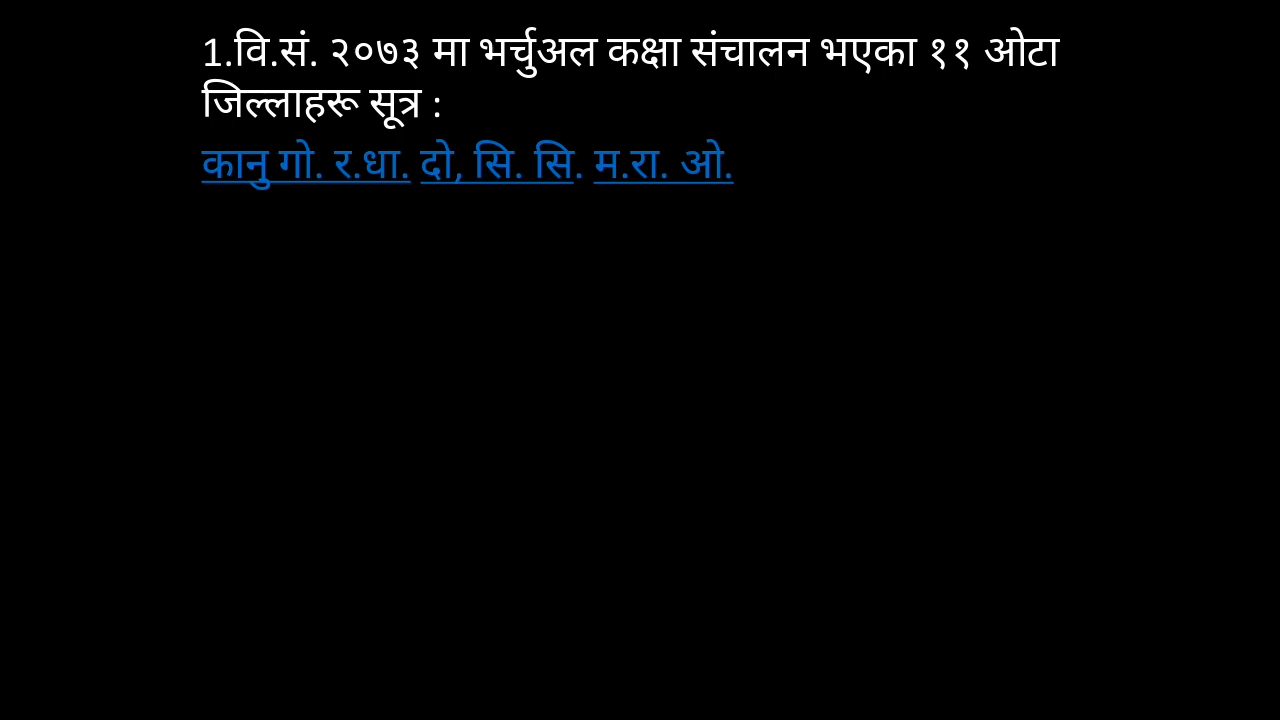 1.वि.सं. २०७३ मा भर्चुअल कक्षा संचालन भएका ११ ओटा
जिल्लाहरू सूत्र :
कानु गो. र.धा. दो, सि. सि. म.रा. ओ.